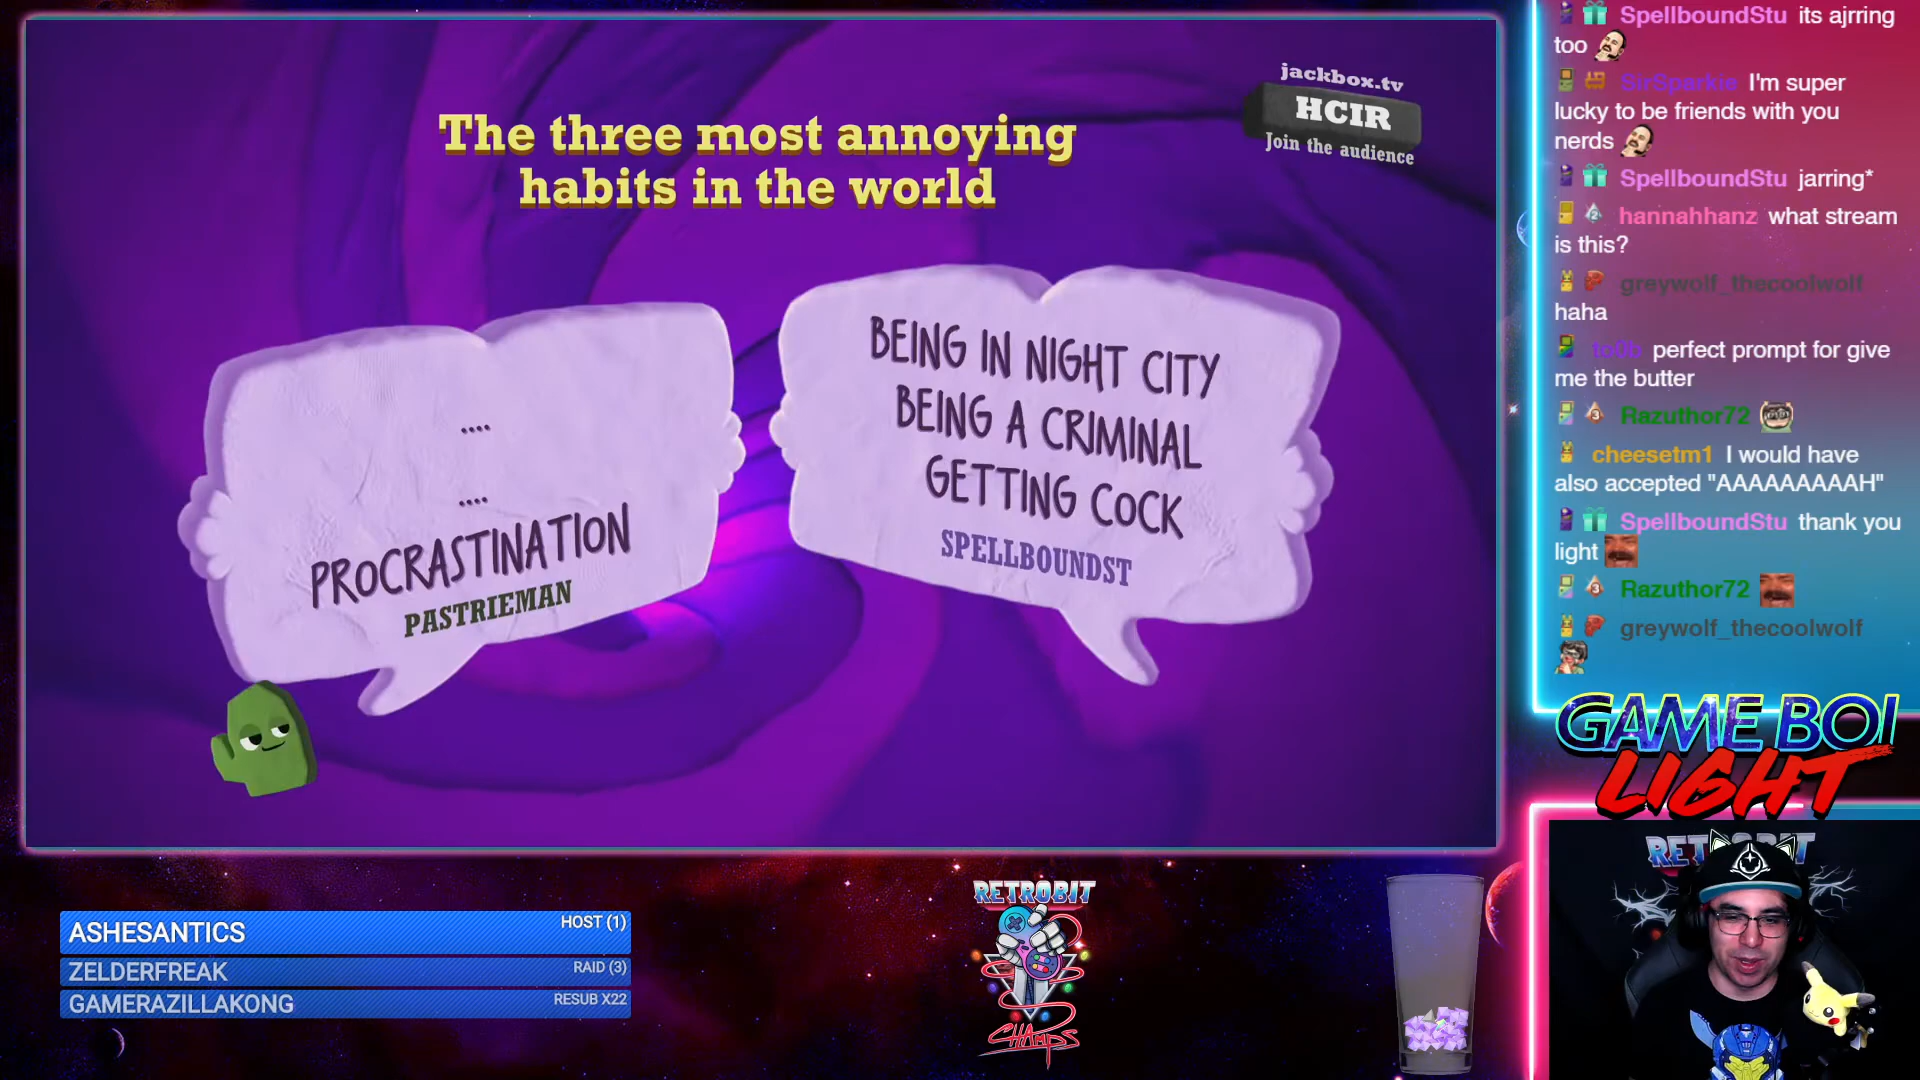 The three most annoying
habits in the world
jackbox.tv
HCIR
Join the audience
....
....
PROCRASTINATION
PASTRIEMAN
BEING IN NIGHT CITY
BEING A CRIMINAL
GETTING COCK
SPELLBOUNDST
SpellboundStu its ajrring
too
SirSparkie I'm super
lucky to be friends with you
nerds
SpellboundStu jarring*
hannahhanz what stream
is this?
greywolf_thecoolwolf
haha
to0b perfect prompt for give
me the butter
Razuthor72
cheesetm1 I would have
also accepted "AAAAAAAAAH"
SpellboundStu thank you
light
Razuthor72
greywolf_thecoolwolf
GAME BOI
LIGHT
ASHESANTICS HOST (1)
ZELDERFREAK RAID (3)
GAMERAZILLAKONG RESUB X22
RETROBIT
CHAMPS